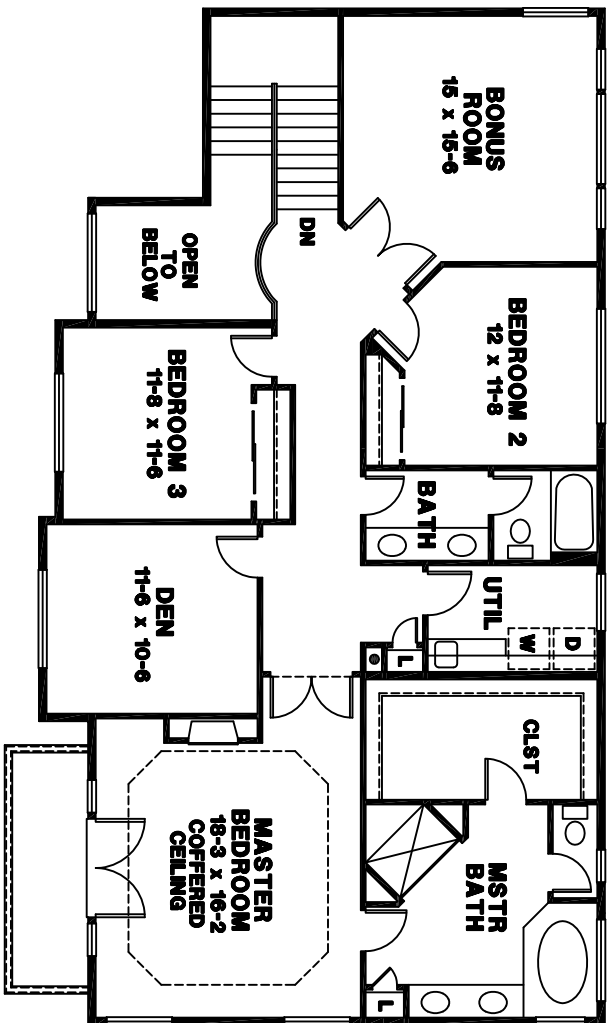 BONUS
ROOM
15 x 15-6
DN
OPEN
TO
BELOW
BEDROOM 2
12 x 11-8
BEDROOM 3
11-8 x 11-6
BATH
DEN
11-6 x 10-6
UTIL
W
D
L
CLST
MASTER
BEDROOM
18-3 x 16-2
COFFERED
CEILING
MSTR
BATH
L